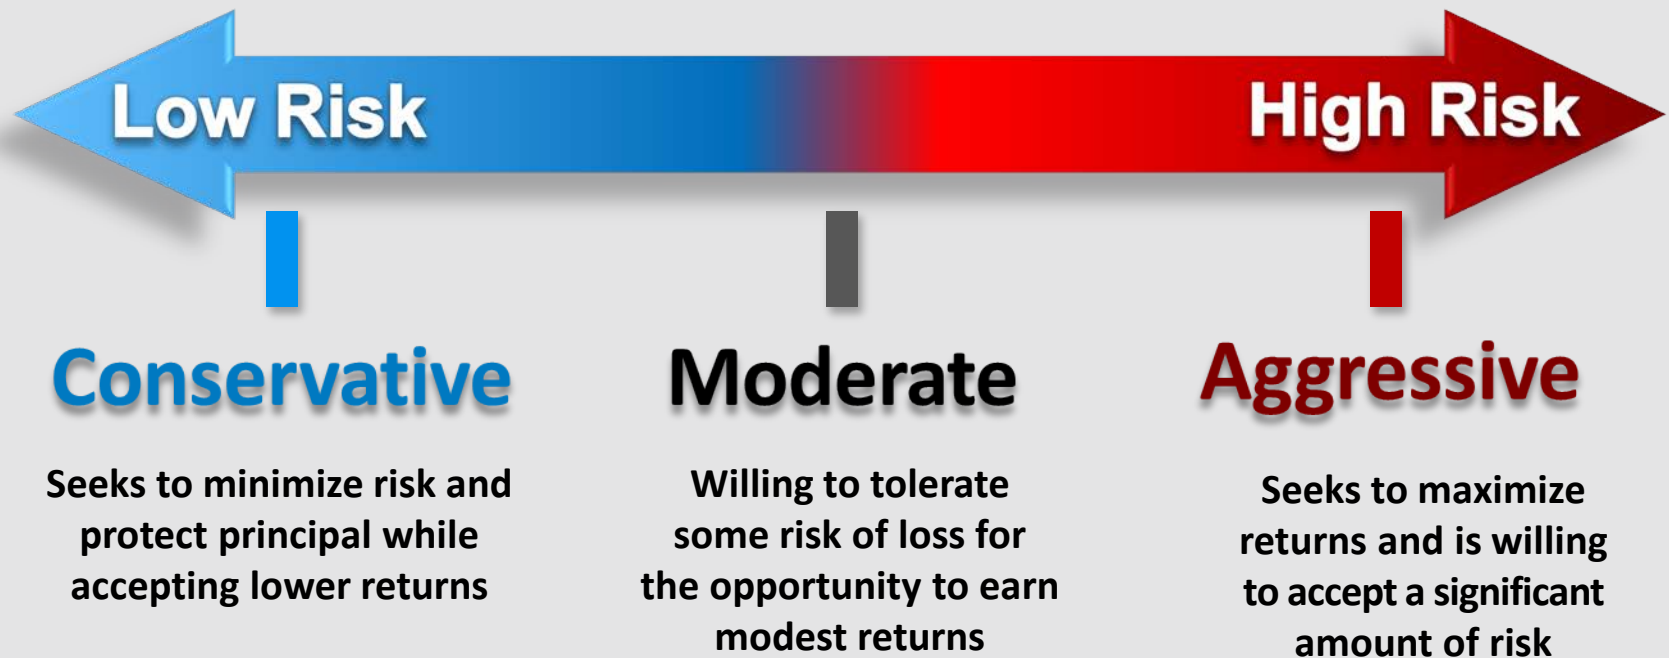 Low Risk
High Risk
Conservative
Seeks to minimize risk and
protect principal while
accepting lower returns
Moderate
Willing to tolerate
some risk of loss for
the opportunity to earn
modest returns
Aggressive
Seeks to maximize
returns and is willing
to accept a significant
amount of risk